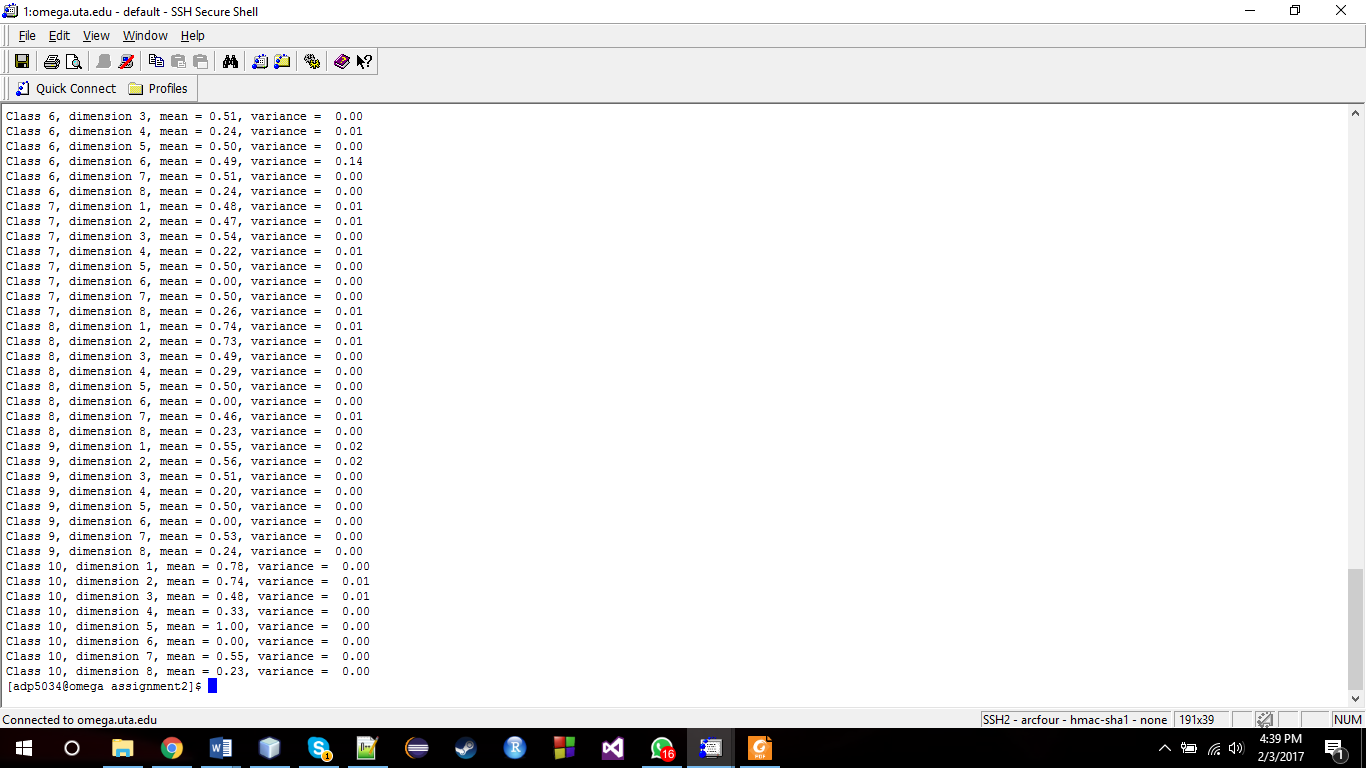 1:omega.uta.edu - default - SSH Secure Shell
File Edit View Window Help
Quick Connect Profiles
Class 6, dimension 3, mean = 0.51, variance =  0.00
Class 6, dimension 4, mean = 0.24, variance =  0.01
Class 6, dimension 5, mean = 0.50, variance =  0.00
Class 6, dimension 6, mean = 0.49, variance =  0.14
Class 6, dimension 7, mean = 0.51, variance =  0.00
Class 6, dimension 8, mean = 0.24, variance =  0.00
Class 7, dimension 1, mean = 0.48, variance =  0.01
Class 7, dimension 2, mean = 0.47, variance =  0.01
Class 7, dimension 3, mean = 0.54, variance =  0.00
Class 7, dimension 4, mean = 0.22, variance =  0.01
Class 7, dimension 5, mean = 0.50, variance =  0.00
Class 7, dimension 6, mean = 0.00, variance =  0.00
Class 7, dimension 7, mean = 0.50, variance =  0.00
Class 7, dimension 8, mean = 0.26, variance =  0.01
Class 8, dimension 1, mean = 0.74, variance =  0.01
Class 8, dimension 2, mean = 0.73, variance =  0.01
Class 8, dimension 3, mean = 0.49, variance =  0.00
Class 8, dimension 4, mean = 0.29, variance =  0.00
Class 8, dimension 5, mean = 0.50, variance =  0.00
Class 8, dimension 6, mean = 0.00, variance =  0.00
Class 8, dimension 7, mean = 0.46, variance =  0.01
Class 8, dimension 8, mean = 0.23, variance =  0.00
Class 9, dimension 1, mean = 0.55, variance =  0.02
Class 9, dimension 2, mean = 0.56, variance =  0.02
Class 9, dimension 3, mean = 0.51, variance =  0.00
Class 9, dimension 4, mean = 0.20, variance =  0.00
Class 9, dimension 5, mean = 0.50, variance =  0.00
Class 9, dimension 6, mean = 0.00, variance =  0.00
Class 9, dimension 7, mean = 0.53, variance =  0.00
Class 9, dimension 8, mean = 0.24, variance =  0.00
Class 10, dimension 1, mean = 0.78, variance =  0.00
Class 10, dimension 2, mean = 0.74, variance =  0.01
Class 10, dimension 3, mean = 0.48, variance =  0.01
Class 10, dimension 4, mean = 0.33, variance =  0.00
Class 10, dimension 5, mean = 1.00, variance =  0.00
Class 10, dimension 6, mean = 0.00, variance =  0.00
Class 10, dimension 7, mean = 0.55, variance =  0.00
Class 10, dimension 8, mean = 0.23, variance =  0.00
[adp5034@omega assignment2]$
Connected to omega.uta.edu SSH2 - arcfour - hmac-sha1 - none 191x39 NUM
1 R 16 PDF 4:39 PM
2/3/2017 1